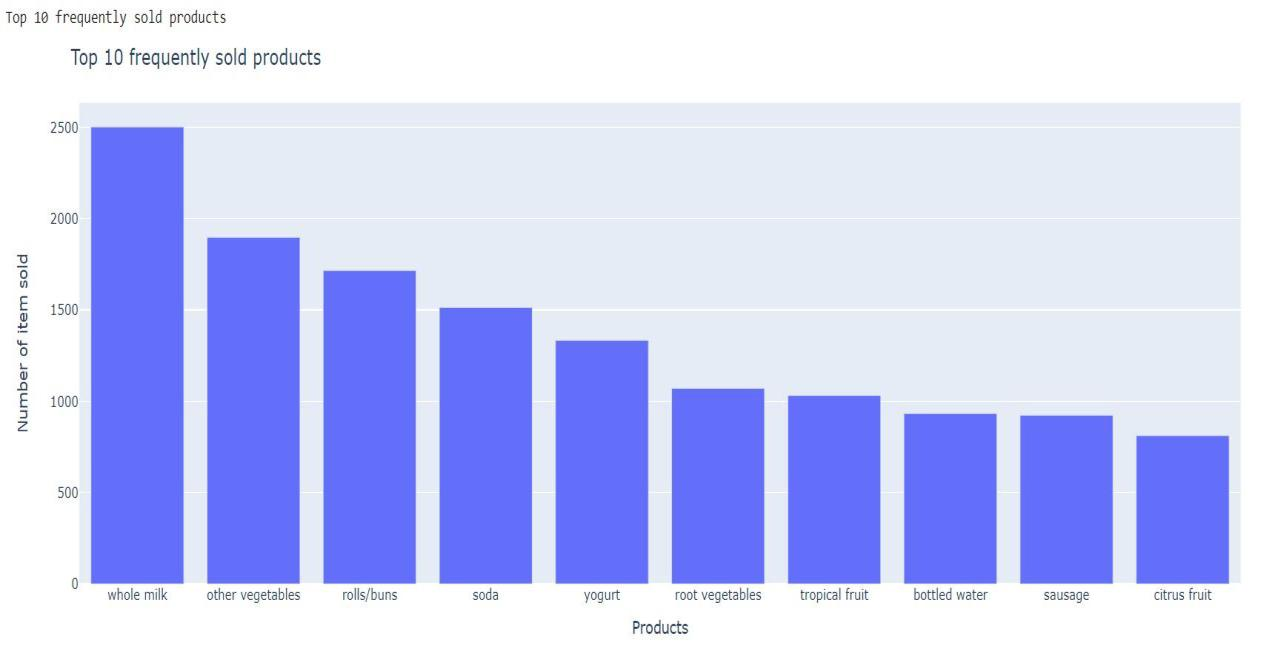 Top 10 frequently sold products
Top 10 frequently sold products
2500
2000
1500
1000
500
0
Number of item sold
whole milk other vegetables rolls/buns soda yogurt root vegetables tropical fruit bottled water sausage citrus fruit
Products